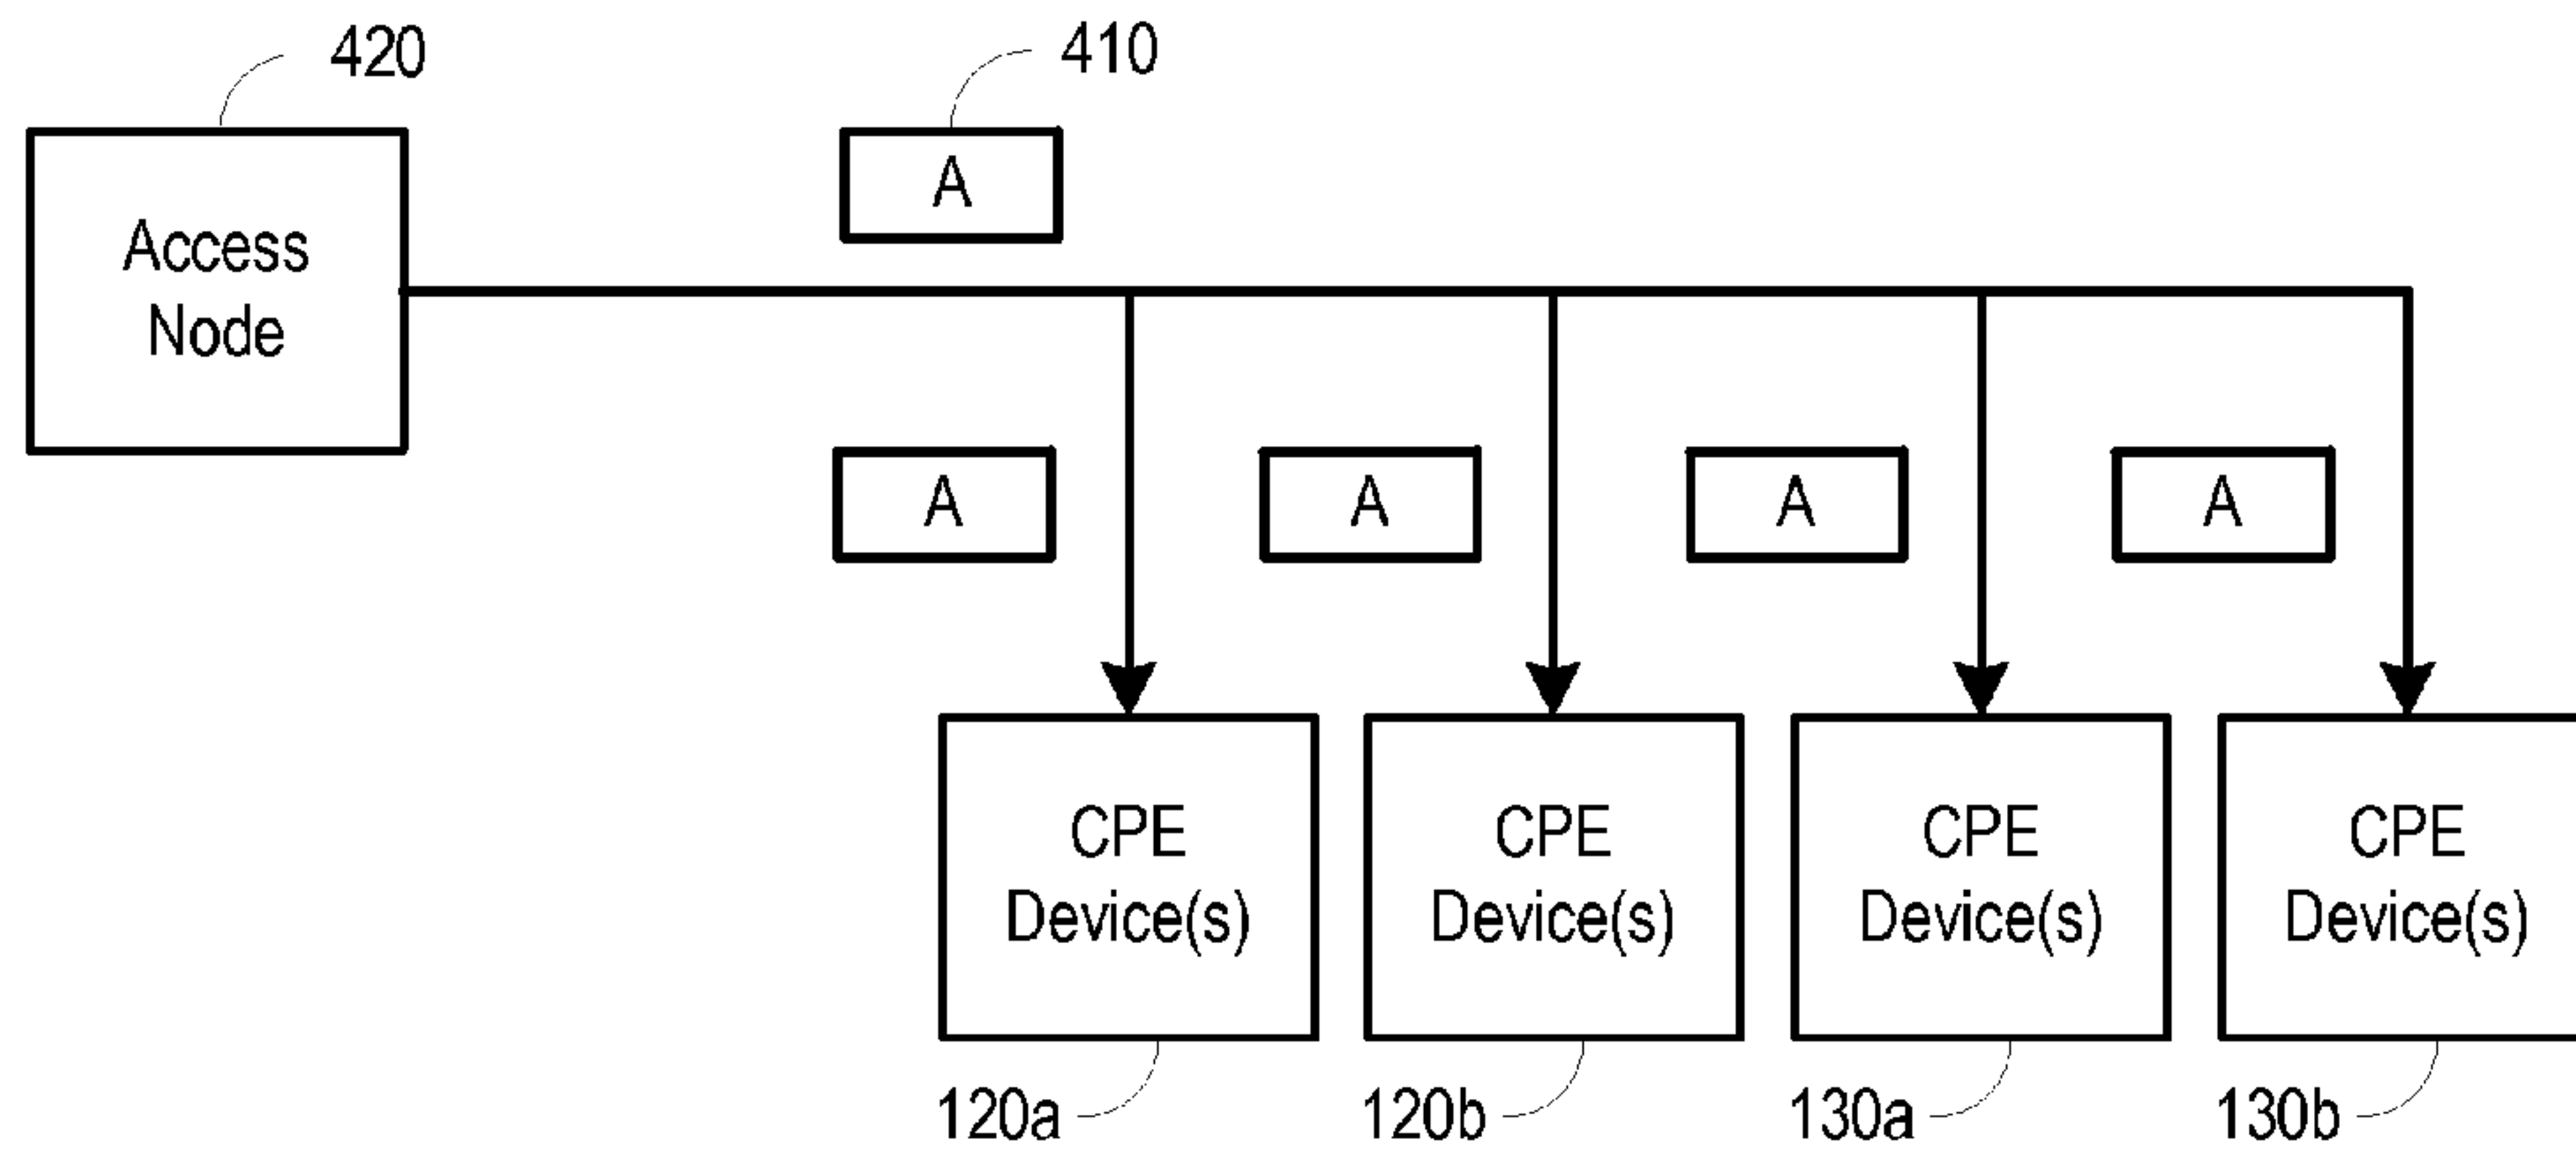 420
410
A
Access
Node
A
A
A
A
CPE
Device(s)
CPE
Device(s)
CPE
Device(s)
CPE
Device(s)
120a
120b
130a
130b